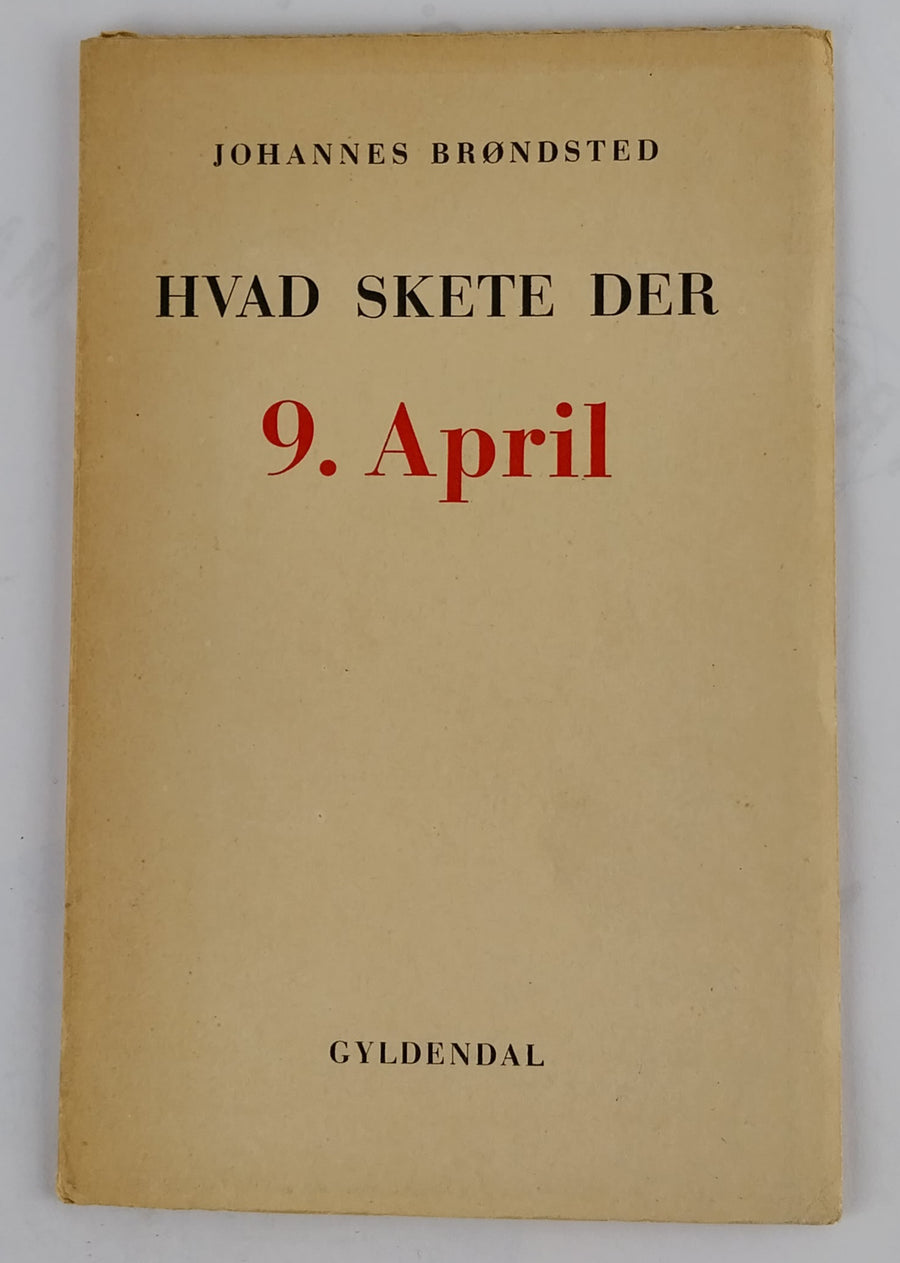 JOHANNES BRØNDSTED
HVAD SKETE DER
9. April
GYLDENDAL